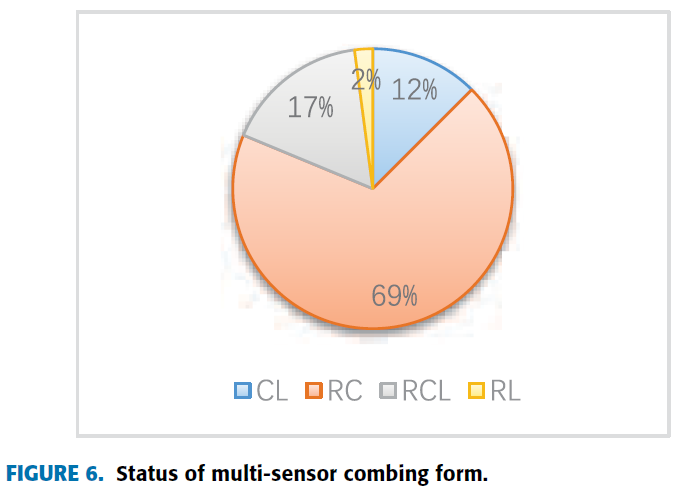 2%
12%
17%
69%
CL RC RCL RL
FIGURE 6. Status of multi-sensor combing form.